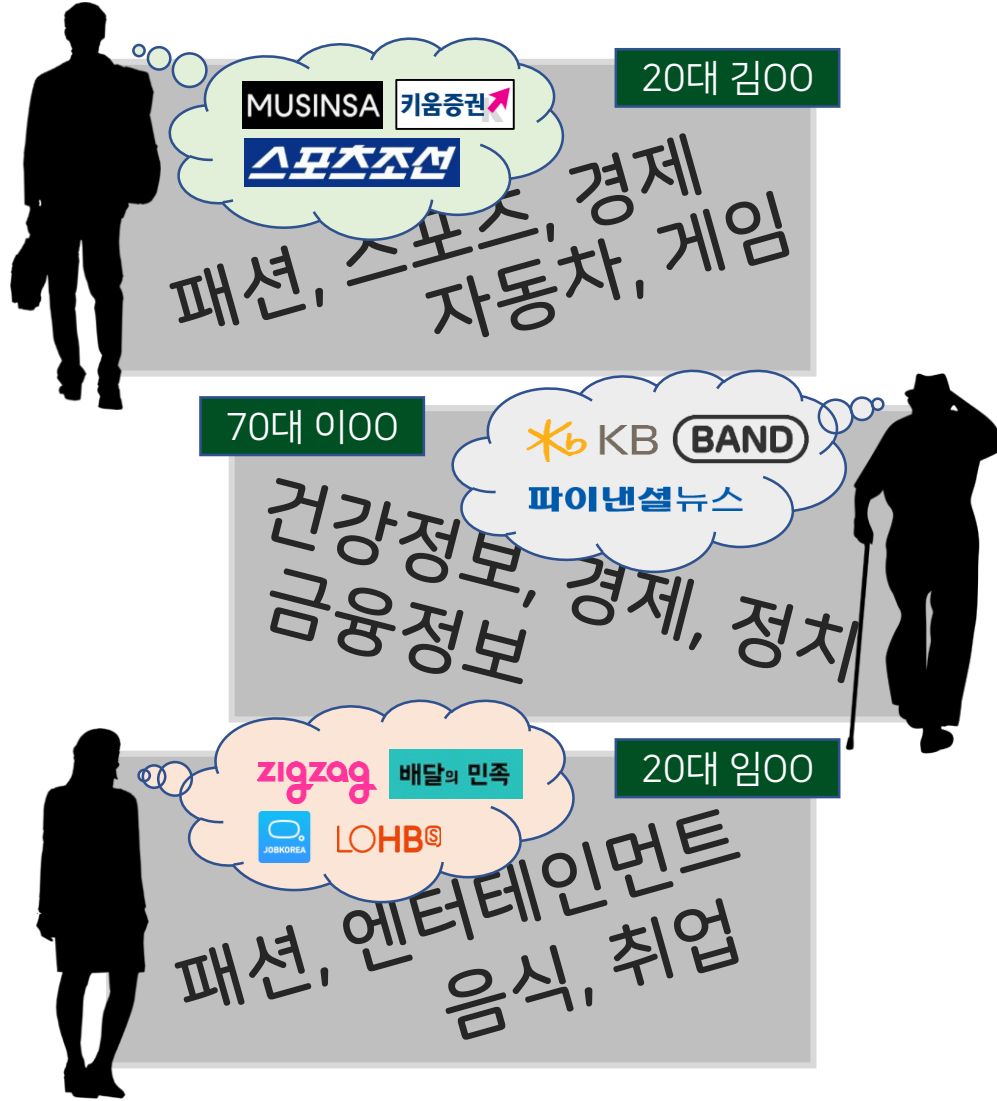 20대 김OO
MUSINSA 키움증권
스포츠조선
패션, 스포츠, 경제
자동차, 게임
70대 이OO
KB KB BAND
파이낸셜뉴스
건강정보, 경제, 정치
금융정보
20대 임OO
zigzag 배달의 민족
JOBKOREA LOHBS
패션, 엔터테인먼트
음식, 취업